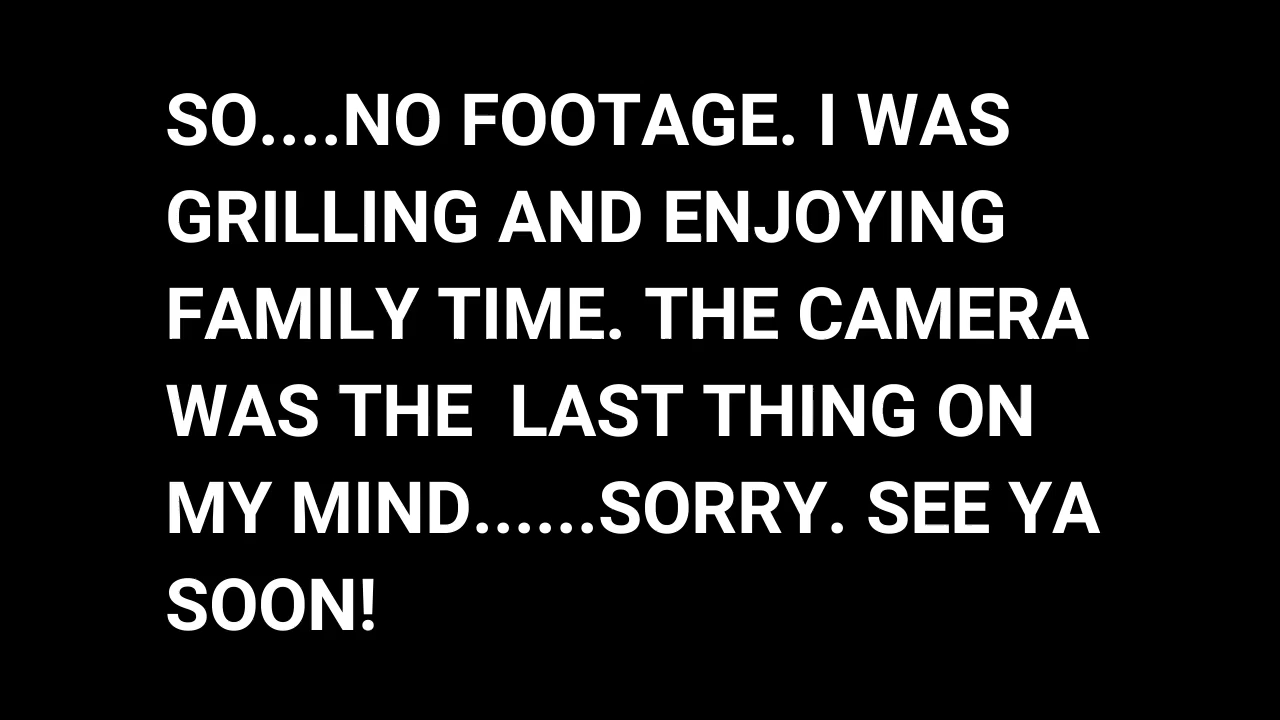 SO....NO FOOTAGE. I WAS
GRILLING AND ENJOYING
FAMILY TIME. THE CAMERA
WAS THE  LAST THING ON
MY MIND......SORRY. SEE YA
SOON!